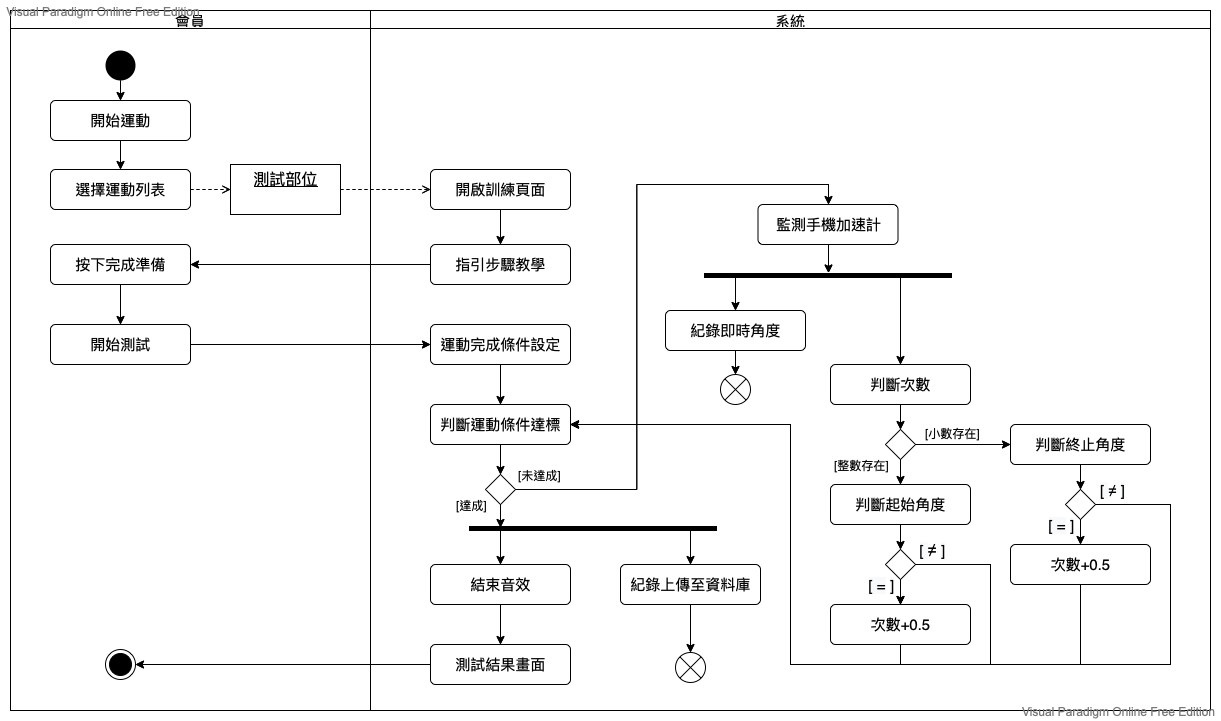 Visual Paradigm Online Free Edition
會員
系統
開始運動
選擇運動列表
測試部位
開啟訓練頁面
監測手機加速計
按下完成準備
指引步驟教學
紀錄即時角度
開始測試
運動完成條件設定
判斷次數
判斷運動條件達標
[小數存在]
判斷終止角度
[未達成]
[整數存在]
[達成]
判斷起始角度
[ ≠ ]
[ = ]
[ ≠ ]
次數+0.5
結束音效
紀錄上傳至資料庫
[ = ]
次數+0.5
測試結果畫面
Visual Paradigm Online Free Edition